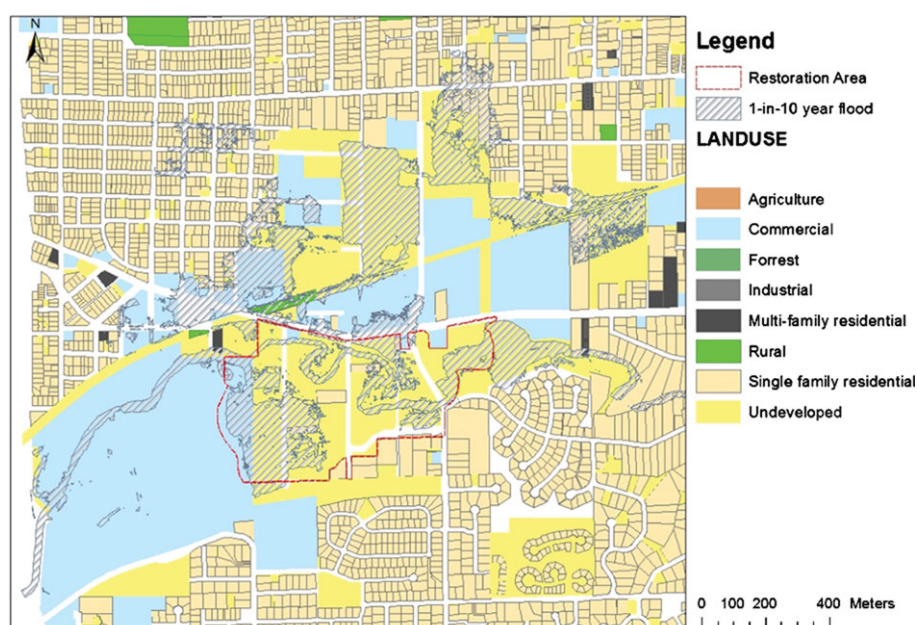 N
Legend
Restoration Area
1-in-10 year flood
LANDUSE
Agriculture
Commercial
Forrest
Industrial
Multi-family residential
Rural
Single family residential
Undeveloped
0 100 200 400 Meters